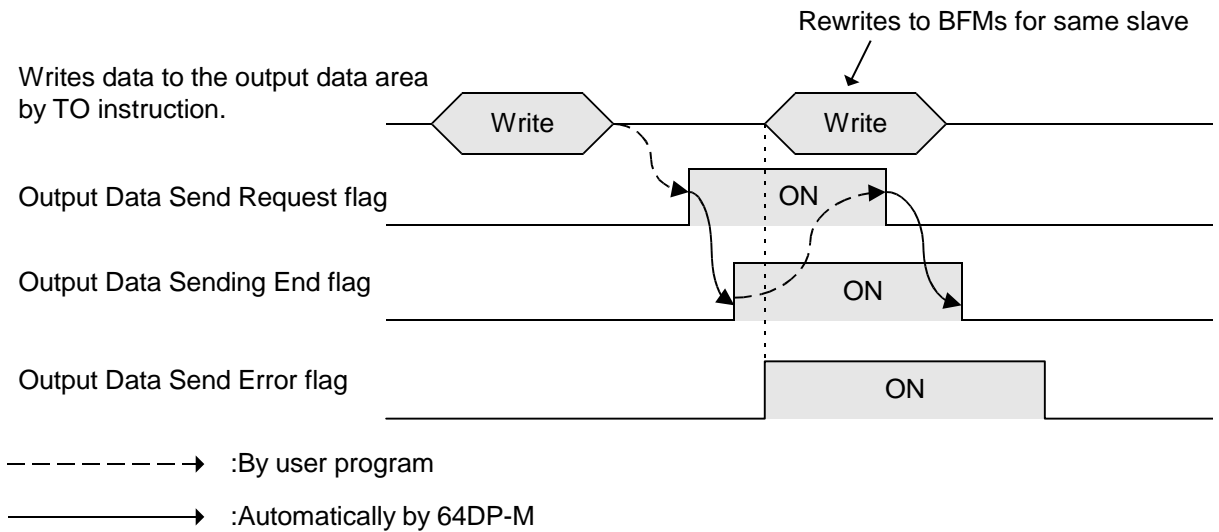 Rewrites to BFMs for same slave
Writes data to the output data area
by TO instruction.
Write
Write
Output Data Send Request flag
ON
Output Data Sending End flag
ON
Output Data Send Error flag
ON
:By user program
:Automatically by 64DP-M